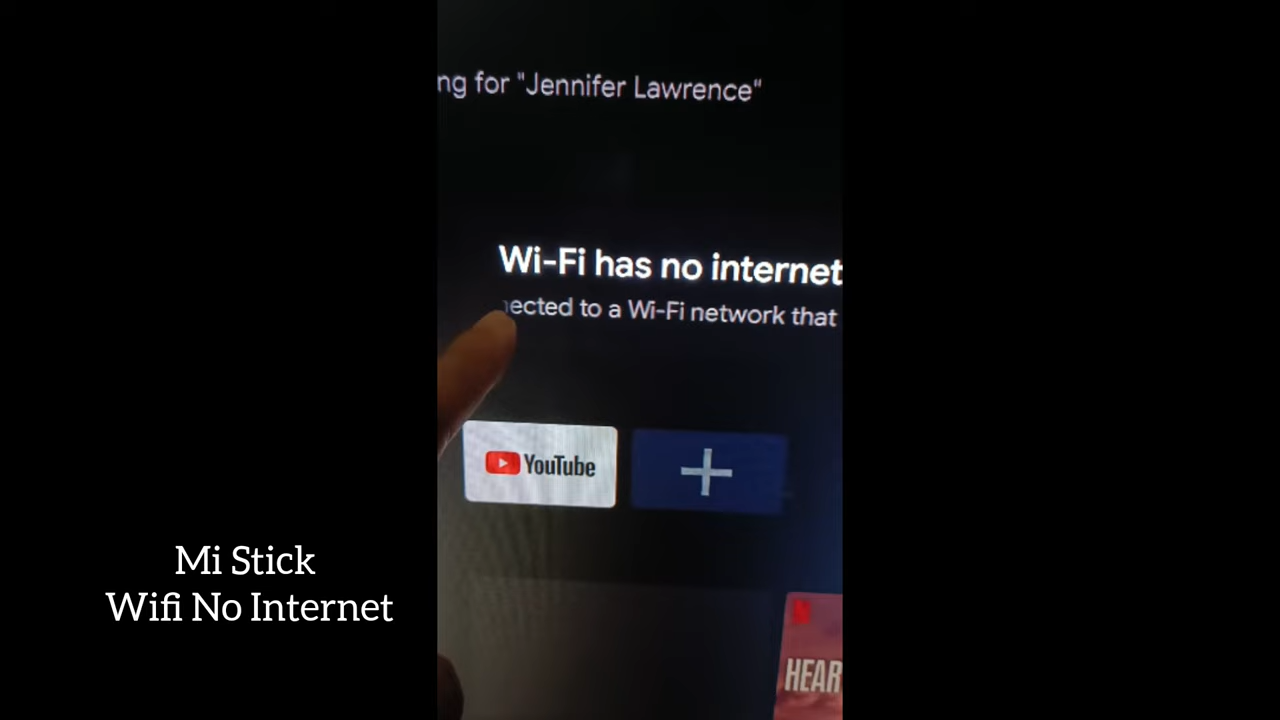 ng for "Jennifer Lawrence"
Wi-Fi has no internet
ected to a Wi-Fi network that
YouTube
HEAR
Mi Stick
Wifi No Internet